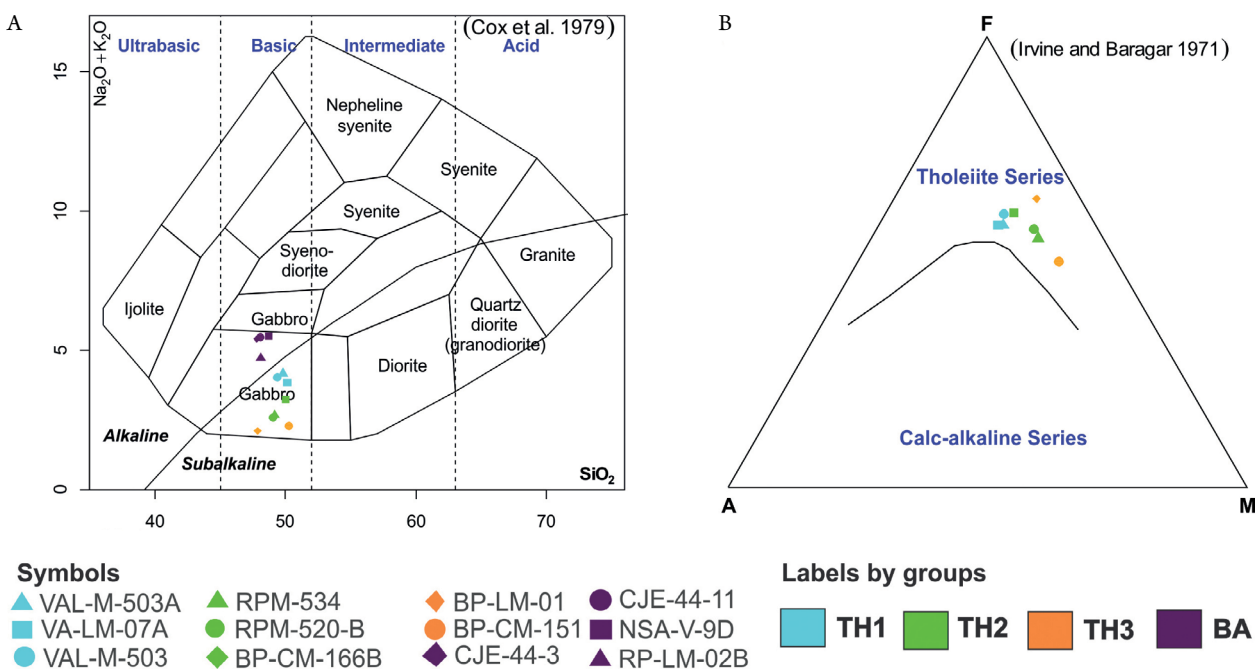 A
(Cox et al. 1979)
Ultrabasic
Basic
Intermediate
Acid
Na₂O + K₂O
15
10
5
0
Nepheline
syenite
Syenite
Syenite
Syeno-
diorite
Ijolite
Gabbro
Granite
Quartz
diorite
(granodiorite)
Diorite
Gabbro
Alkaline
Subalkaline
SiO₂
40
50
60
70
B
F
(Irvine and Baragar 1971)
Tholeiite Series
Calc-alkaline Series
A
M
Symbols
VAL-M-503A
RPM-534
BP-LM-01
CJE-44-11
VA-LM-07A
RPM-520-B
BP-CM-151
NSA-V-9D
VAL-M-503
BP-CM-166B
CJE-44-3
RP-LM-02B
Labels by groups
TH1
TH2
TH3
BA